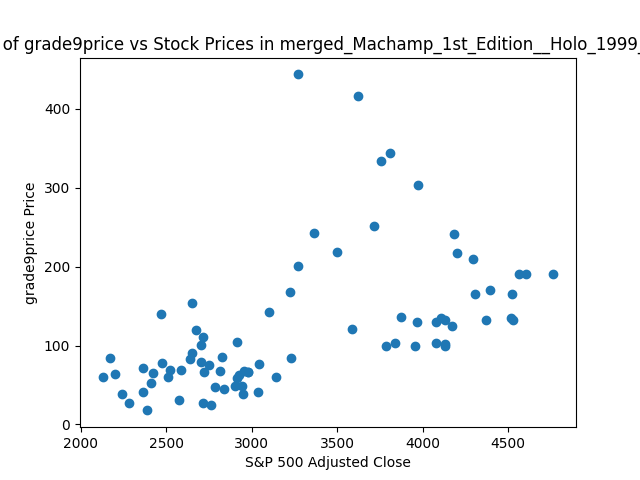 of grade9price vs Stock Prices in merged_Machamp_1st_Edition__Holo_1999_
400
300
200
100
0
grade9price Price
2000 2500 3000 3500 4000 4500
S&P 500 Adjusted Close